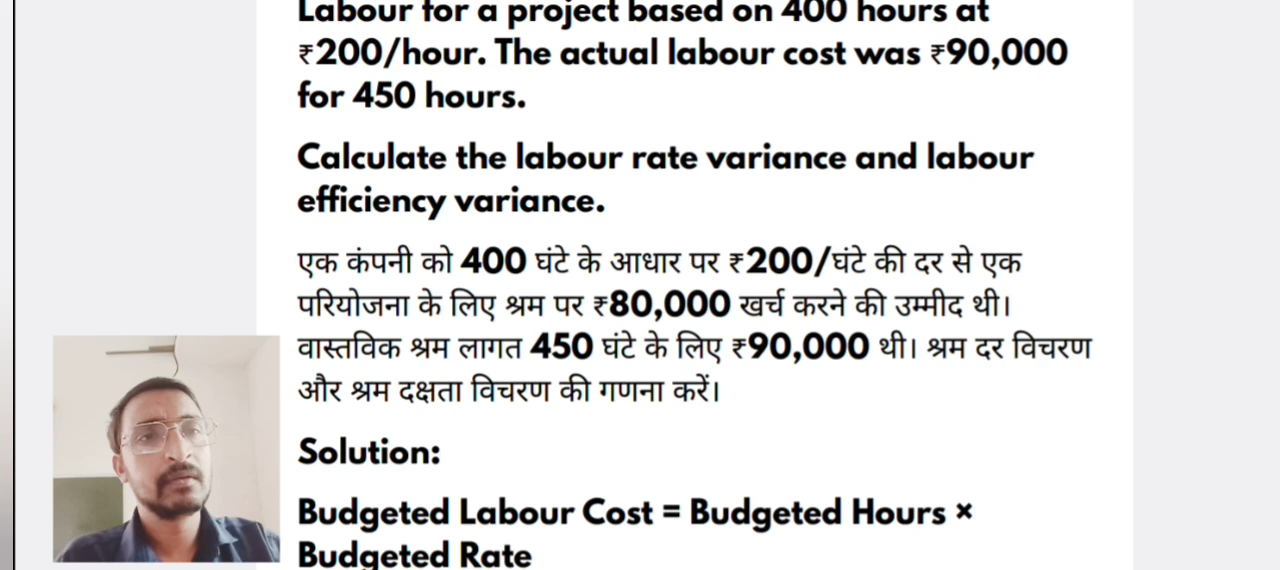 Labour for a project based on 400 hours at
₹200/hour. The actual labour cost was ₹90,000
for 450 hours.
Calculate the labour rate variance and labour
efficiency variance.
एक कंपनी को 400 घंटे के आधार पर ₹200/घंटे की दर से एक
परियोजना के लिए श्रम पर ₹80,000 खर्च करने की उम्मीद थी।
वास्तविक श्रम लागत 450 घंटे के लिए ₹90,000 थी। श्रम दर विचरण
और श्रम दक्षता विचरण की गणना करें।
Solution:
Budgeted Labour Cost = Budgeted Hours ×
Budgeted Rate